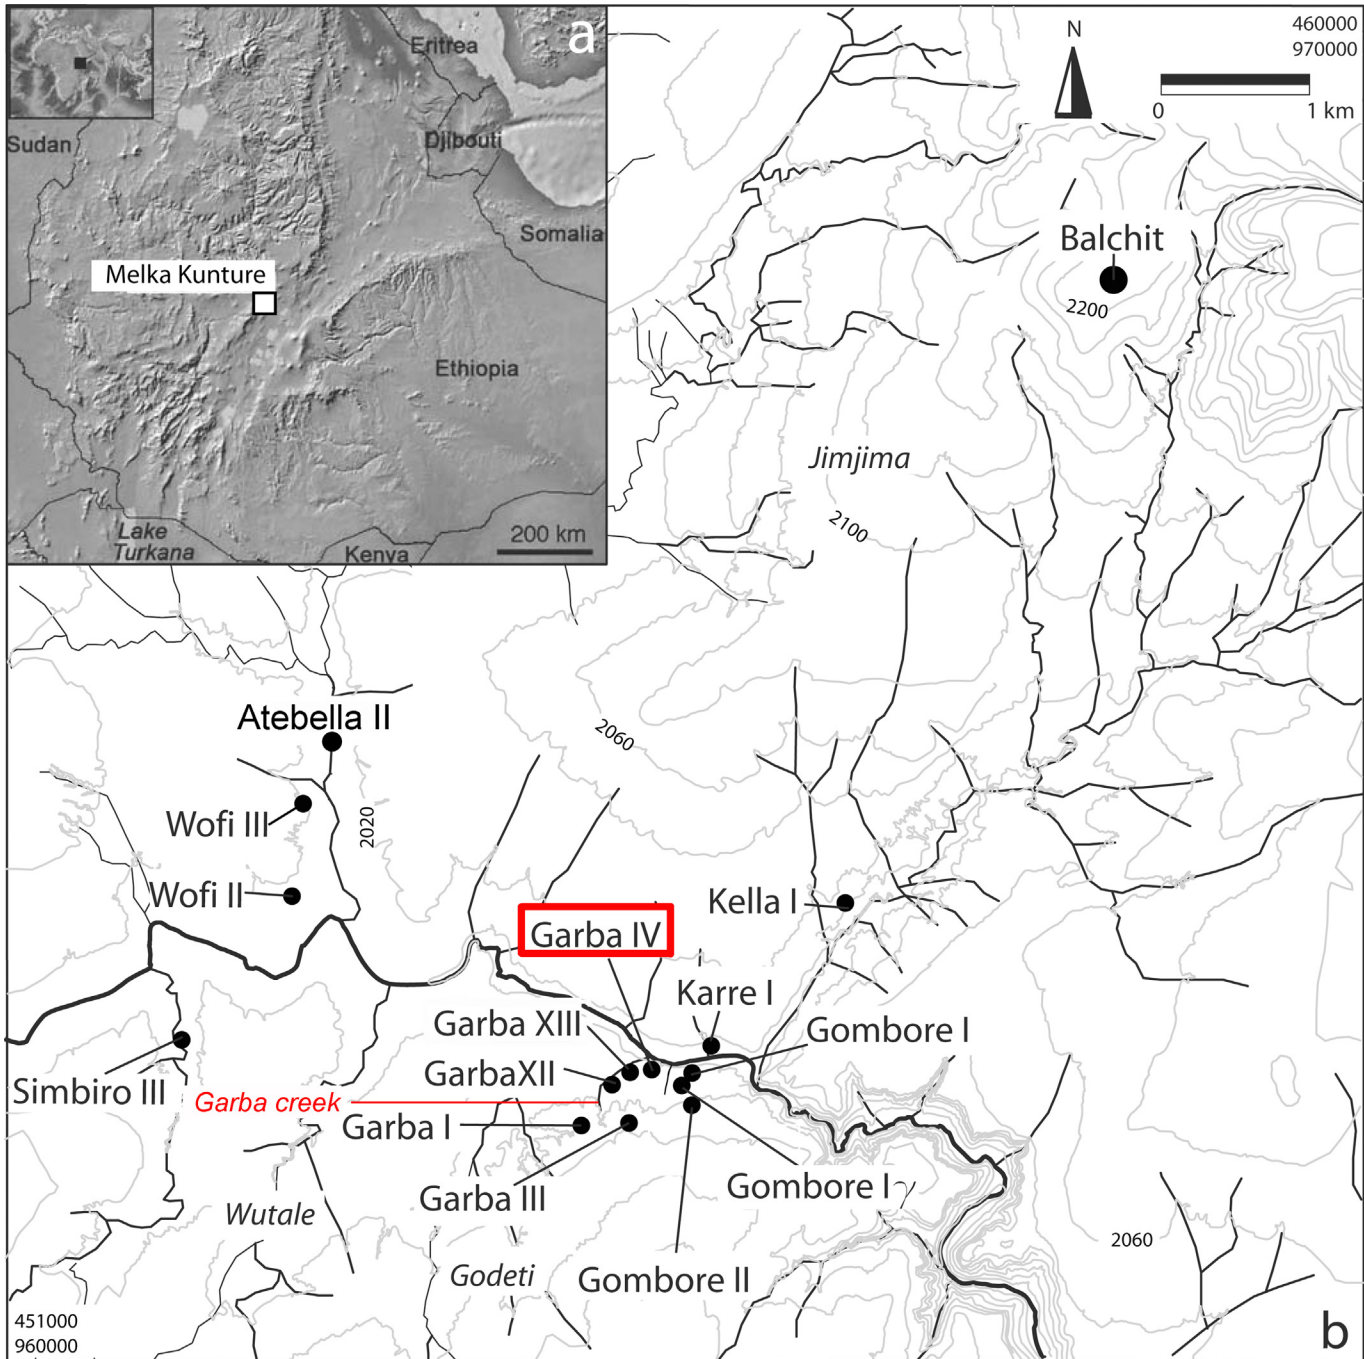 a
Eritrea
Sudan
Djibouti
Somalia
Melka Kunture
Ethiopia
Lake
Turkana
Kenya
200 km
460000
970000
N
0 1 km
Balchit
2200
Jimjima
2100
2060
Atebella II
2020
Wofi III
Wofi II
Kella I
Garba IV
Karre I
Garba XIII
Gombore I
GarbaXII
Simbiro III
Garba creek
Garba I
Garba III
Gombore Iγ
Wutale
2060
Godeti
Gombore II
451000
960000
b